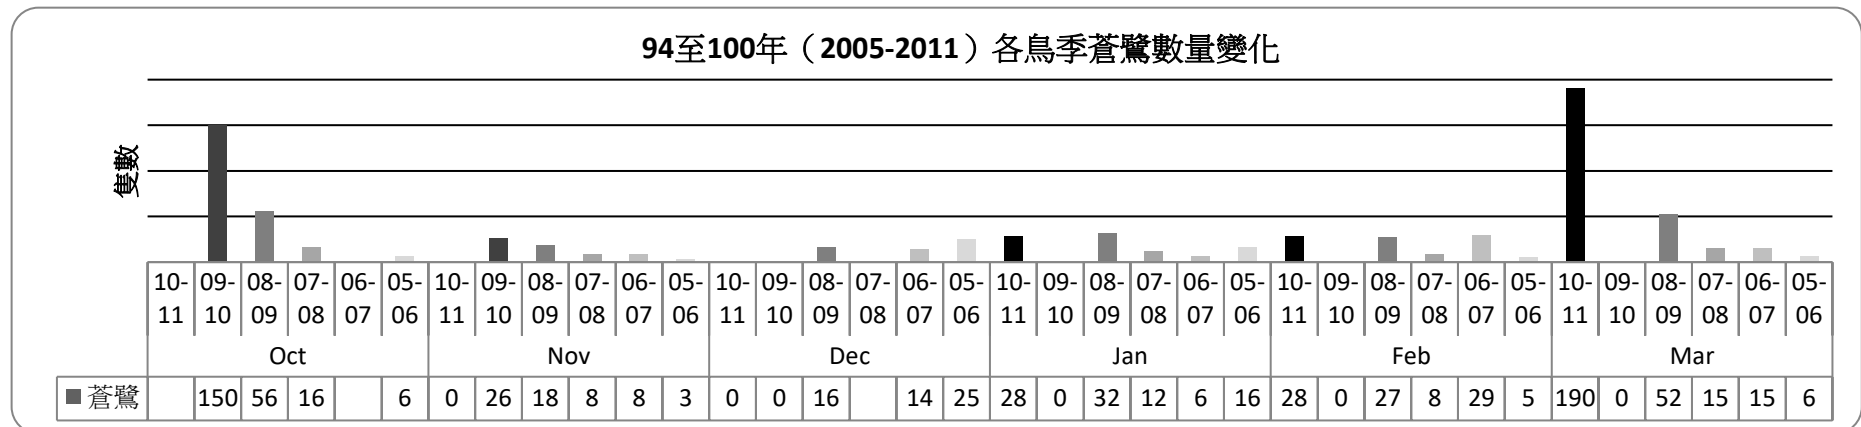 94至100年（2005-2011）各鳥季蒼鷺數量變化
隻數
10-11 09-10 08-09 07-08 06-07 05-06 10-11 09-10 08-09 07-08 06-07 05-06 10-11 09-10 08-09 07-08 06-07 05-06 10-11 09-10 08-09 07-08 06-07 05-06 10-11 09-10 08-09 07-08 06-07 05-06 10-11 09-10 08-09 07-08 06-07 05-06
Oct Nov Dec Jan Feb Mar
蒼鷺 150 56 16 6 0 26 18 8 8 3 0 0 16 14 25 28 0 32 12 6 16 28 0 27 8 29 5 190 0 52 15 15 6